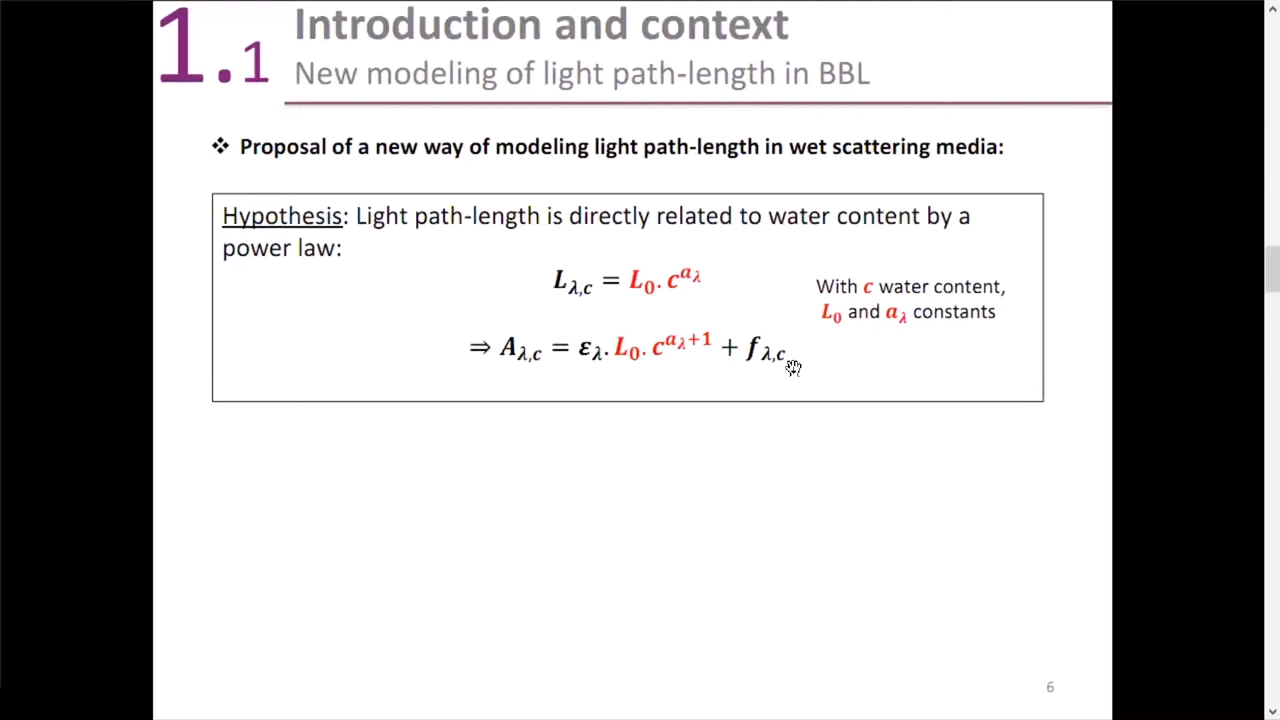 1.1
Introduction and context
New modeling of light path-length in BBL
❖ Proposal of a new way of modeling light path-length in wet scattering media:
Hypothesis: Light path-length is directly related to water content by a
power law:
L_{λ,c} = L_0. c^{a_λ}
With c water content,
L_0 and a_λ constants
⇒ A_{λ,c} = ε_λ. L_0. c^{a_λ+1} + f_{λ,c}
6